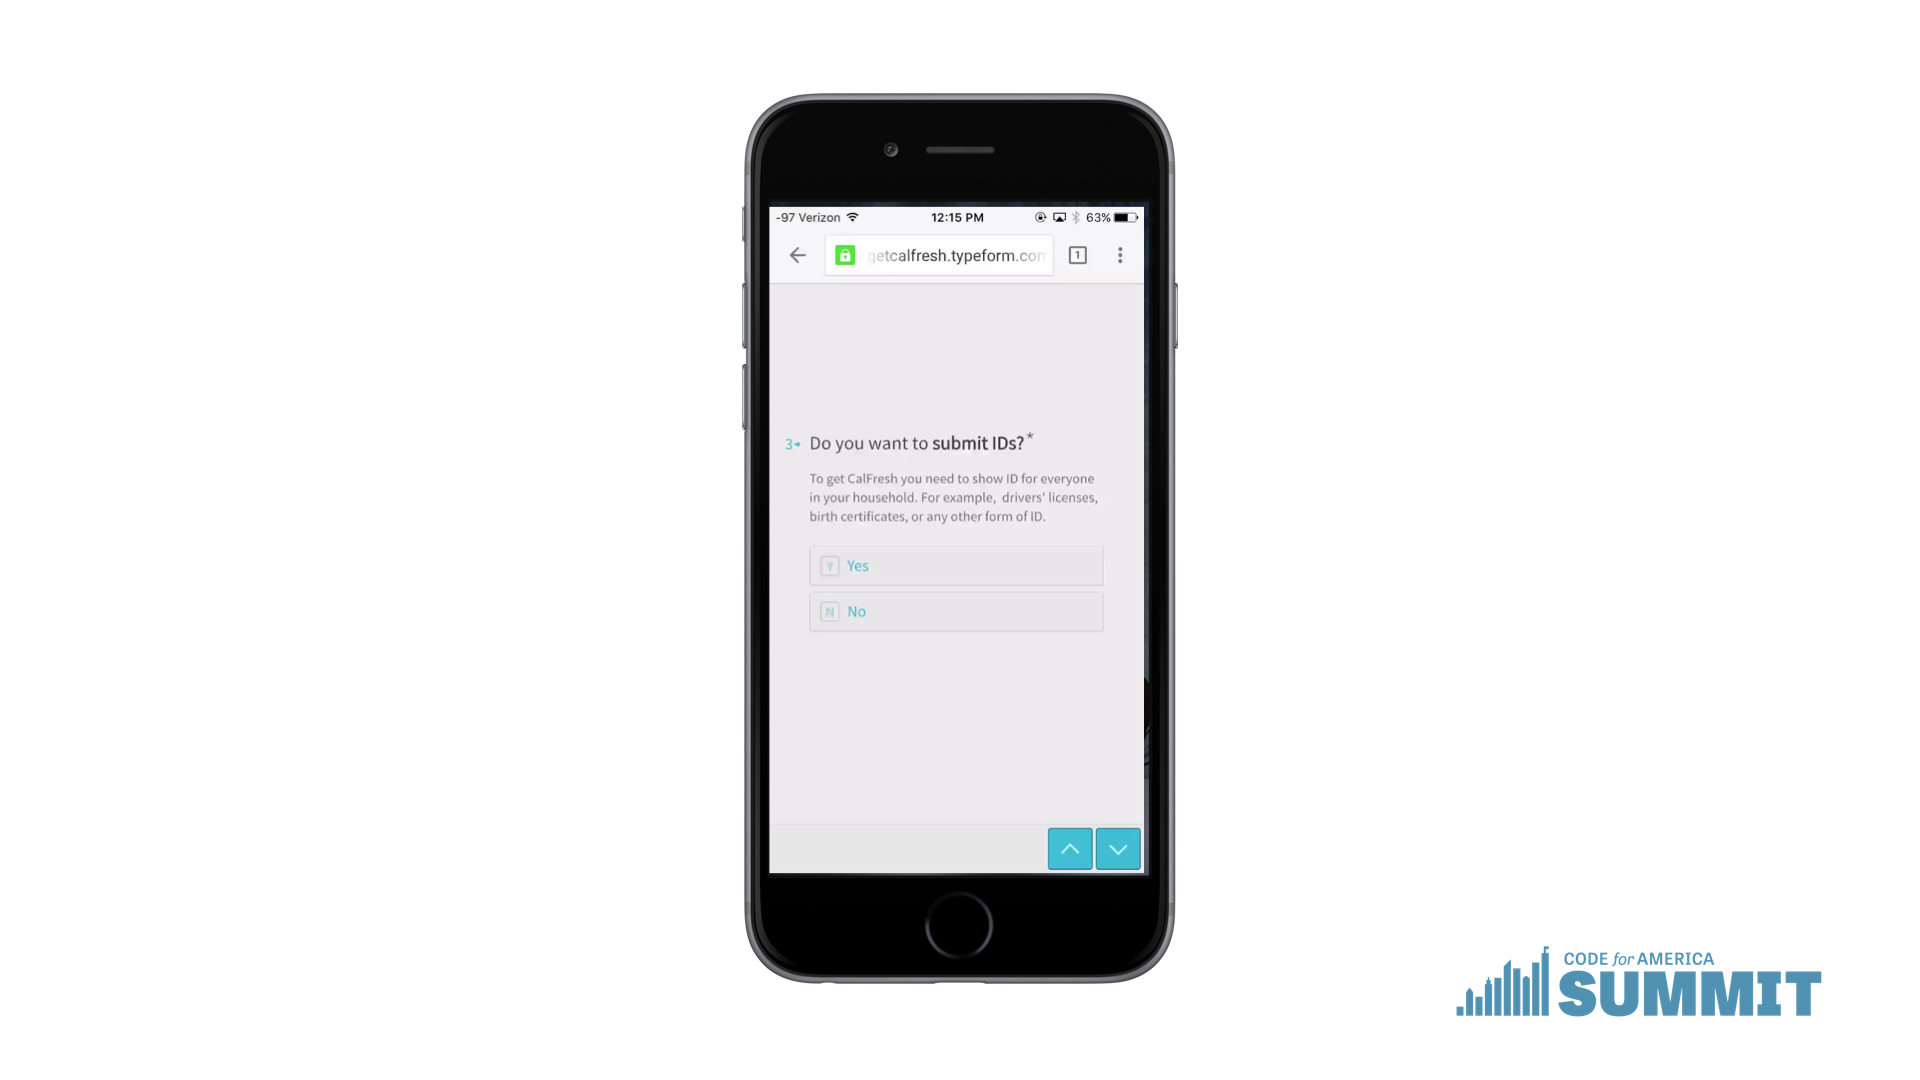 -97 Verizon 12:15 PM 63%
getcalfresh.typeform.com
1
3 Do you want to submit IDs?*
To get CalFresh you need to show ID for everyone
in your household. For example, drivers' licenses,
birth certificates, or any other form of ID.
Y Yes
N No
CODE for AMERICA
SUMMIT